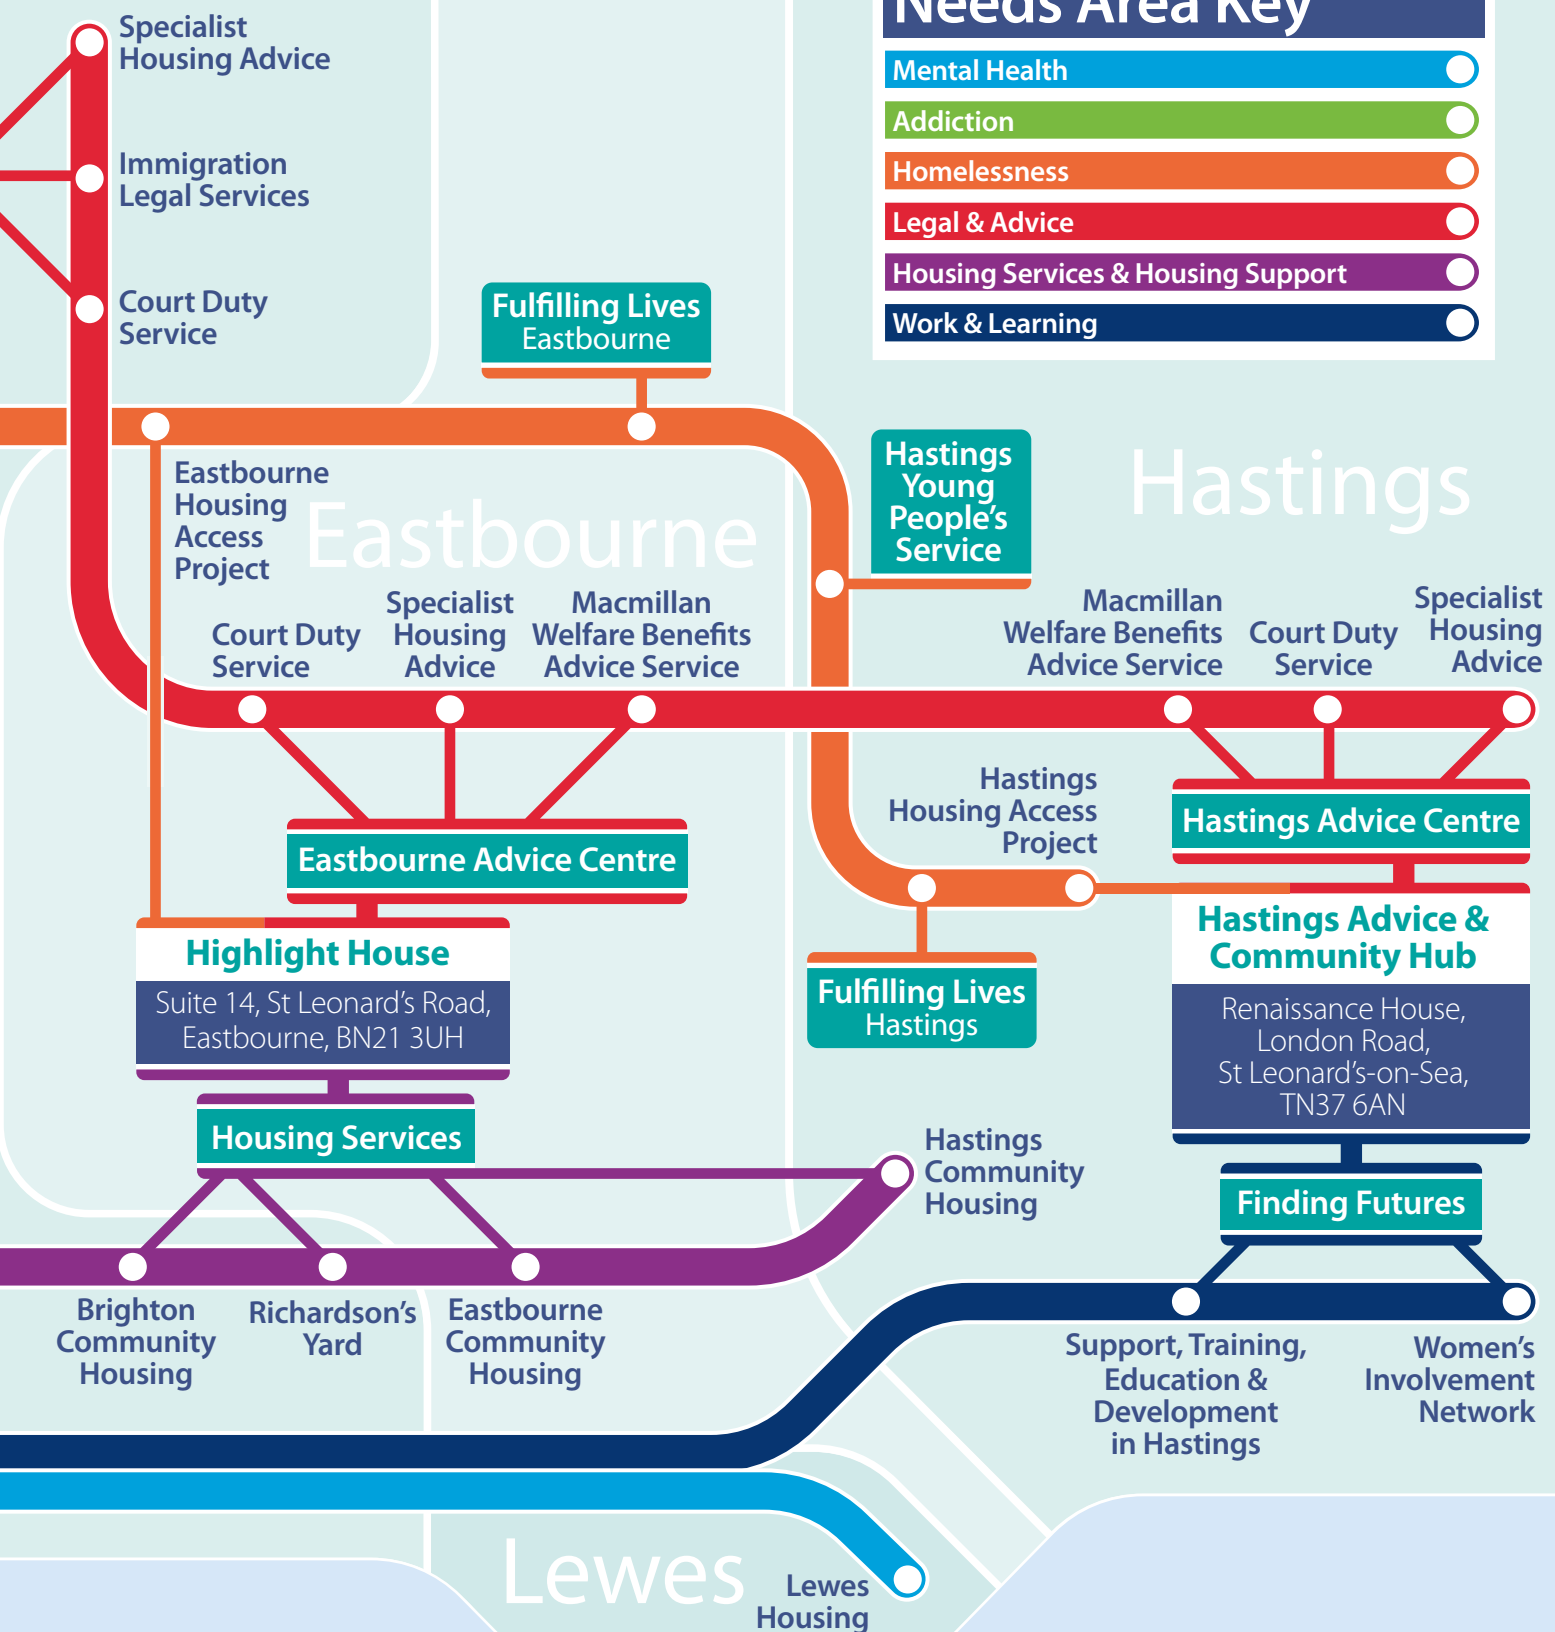 Specialist
Housing Advice
Immigration
Legal Services
Court Duty
Service
Needs Area Key
Mental Health
Addiction
Homelessness
Legal & Advice
Housing Services & Housing Support
Work & Learning
Fulfilling Lives
Eastbourne
Hastings
Young
People's
Service
Hastings
Eastbourne
Housing
Access
Project
Eastbourne
Court Duty
Service
Specialist
Housing
Advice
Macmillan
Welfare Benefits
Advice Service
Macmillan
Welfare Benefits
Advice Service
Court Duty
Service
Specialist
Housing
Advice
Hastings
Housing Access
Project
Eastbourne Advice Centre
Hastings Advice Centre
Highlight House
Suite 14, St Leonard's Road,
Eastbourne, BN21 3UH
Fulfilling Lives
Hastings
Hastings Advice &
Community Hub
Renaissance House,
London Road,
St Leonard's-on-Sea,
TN37 6AN
Housing Services
Hastings
Community
Housing
Finding Futures
Brighton
Community
Housing
Richardson's
Yard
Eastbourne
Community
Housing
Support, Training,
Education &
Development
in Hastings
Women's
Involvement
Network
Lewes
Lewes
Housing